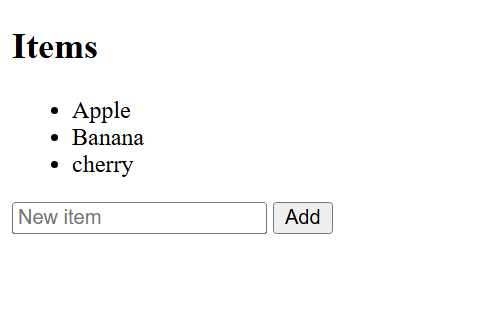 Items
Apple
Banana
cherry
New item Add